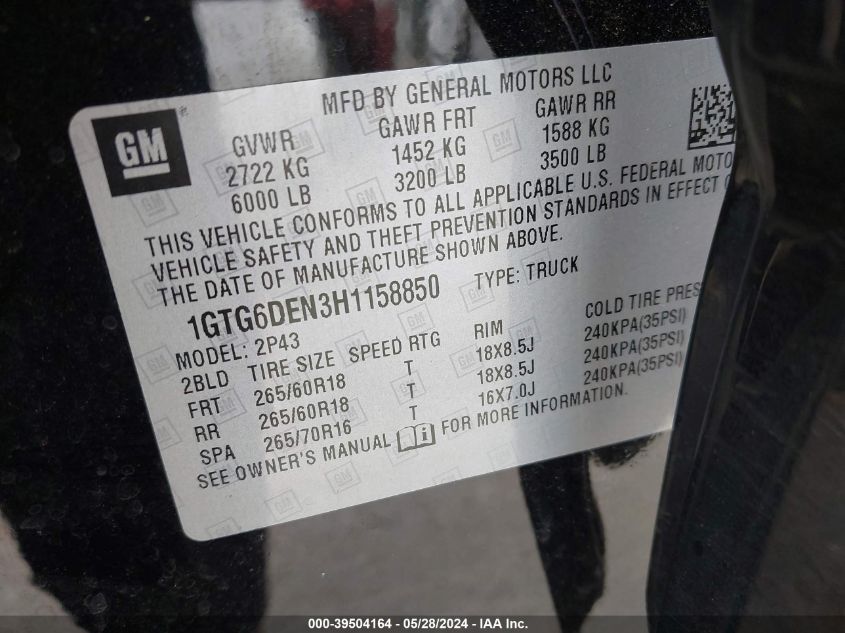 MFD BY GENERAL MOTORS LLC
GM
GVWR GAWR FRT GAWR RR
2722 KG 1452 KG 1588 KG
6000 LB 3200 LB 3500 LB
THIS VEHICLE CONFORMS TO ALL APPLICABLE U.S. FEDERAL MOTO
VEHICLE SAFETY AND THEFT PREVENTION STANDARDS IN EFFECT
THE DATE OF MANUFACTURE SHOWN ABOVE.
1GTG6DEN3H1158850 TYPE: TRUCK
MODEL: 2P43
2BLD TIRE SIZE SPEED RTG RIM COLD TIRE PRES
FRT 265/60R18 T 18X8.5J 240KPA(35PSI)
RR 265/60R18 T 18X8.5J 240KPA(35PSI)
SPA 265/70R16 T 16X7.0J 240KPA(35PSI)
SEE OWNER'S MANUAL FOR MORE INFORMATION.
000-39504164 - 05/28/2024 - IAA Inc.